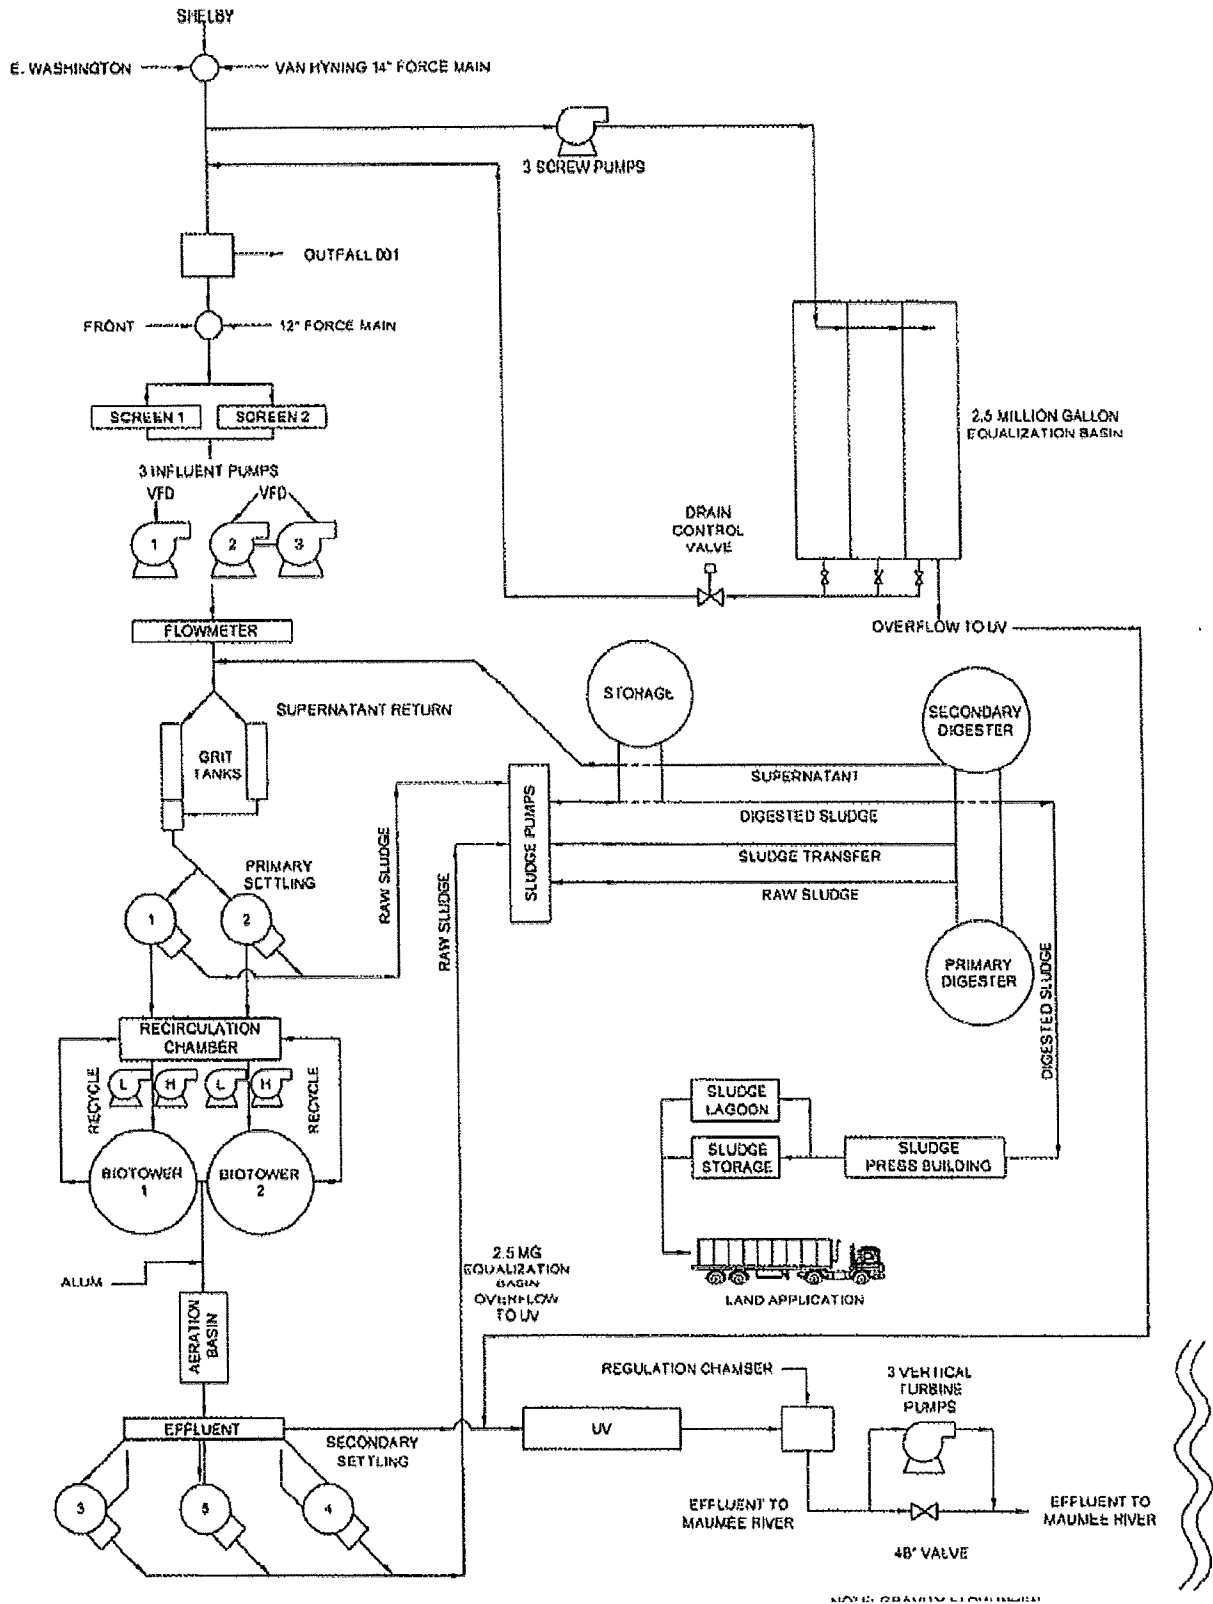 SHELBY
E. WASHINGTON
VAN HYNING 14" FORCE MAIN
3 SCREW PUMPS
OUTFALL 001
FRONT
12" FORCE MAIN
SCREEN 1
SCREEN 2
2.5 MILLION GALLON
EQUALIZATION BASIN
3 INFLUENT PUMPS
VFD
VFD
1
2
3
DRAIN
CONTROL
VALVE
FLOWMETER
OVERFLOW TO UV
STORAGE
SECONDARY
DIGESTER
SUPERNATANT RETURN
GRIT
TANKS
SUPERNATANT
SLUDGE PUMPS
DIGESTED SLUDGE
RAW SLUDGE
RAW SLUDGE
SLUDGE TRANSFER
RAW SLUDGE
PRIMARY
SETTLING
1
2
PRIMARY
DIGESTER
DIGESTED SLUDGE
RECIRCULATION
CHAMBER
RECYCLE
L
H
L
H
RECYCLE
SLUDGE
LAGOON
SLUDGE
STORAGE
SLUDGE
PRESS BUILDING
BIOTOWER
1
BIOTOWER
2
ALUM
2.5 MG
EQUALIZATION
BASIN
OVERFLOW
TO UV
LAND APPLICATION
AERATION
BASIN
REGULATION CHAMBER
3 VERTICAL
TURBINE
PUMPS
EFFLUENT
UV
SECONDARY
SETTLING
3
5
4
EFFLUENT TO
MAUMEE RIVER
EFFLUENT TO
MAUMEE RIVER
48" VALVE
NOTE: GRAVITY FLOW WHEN